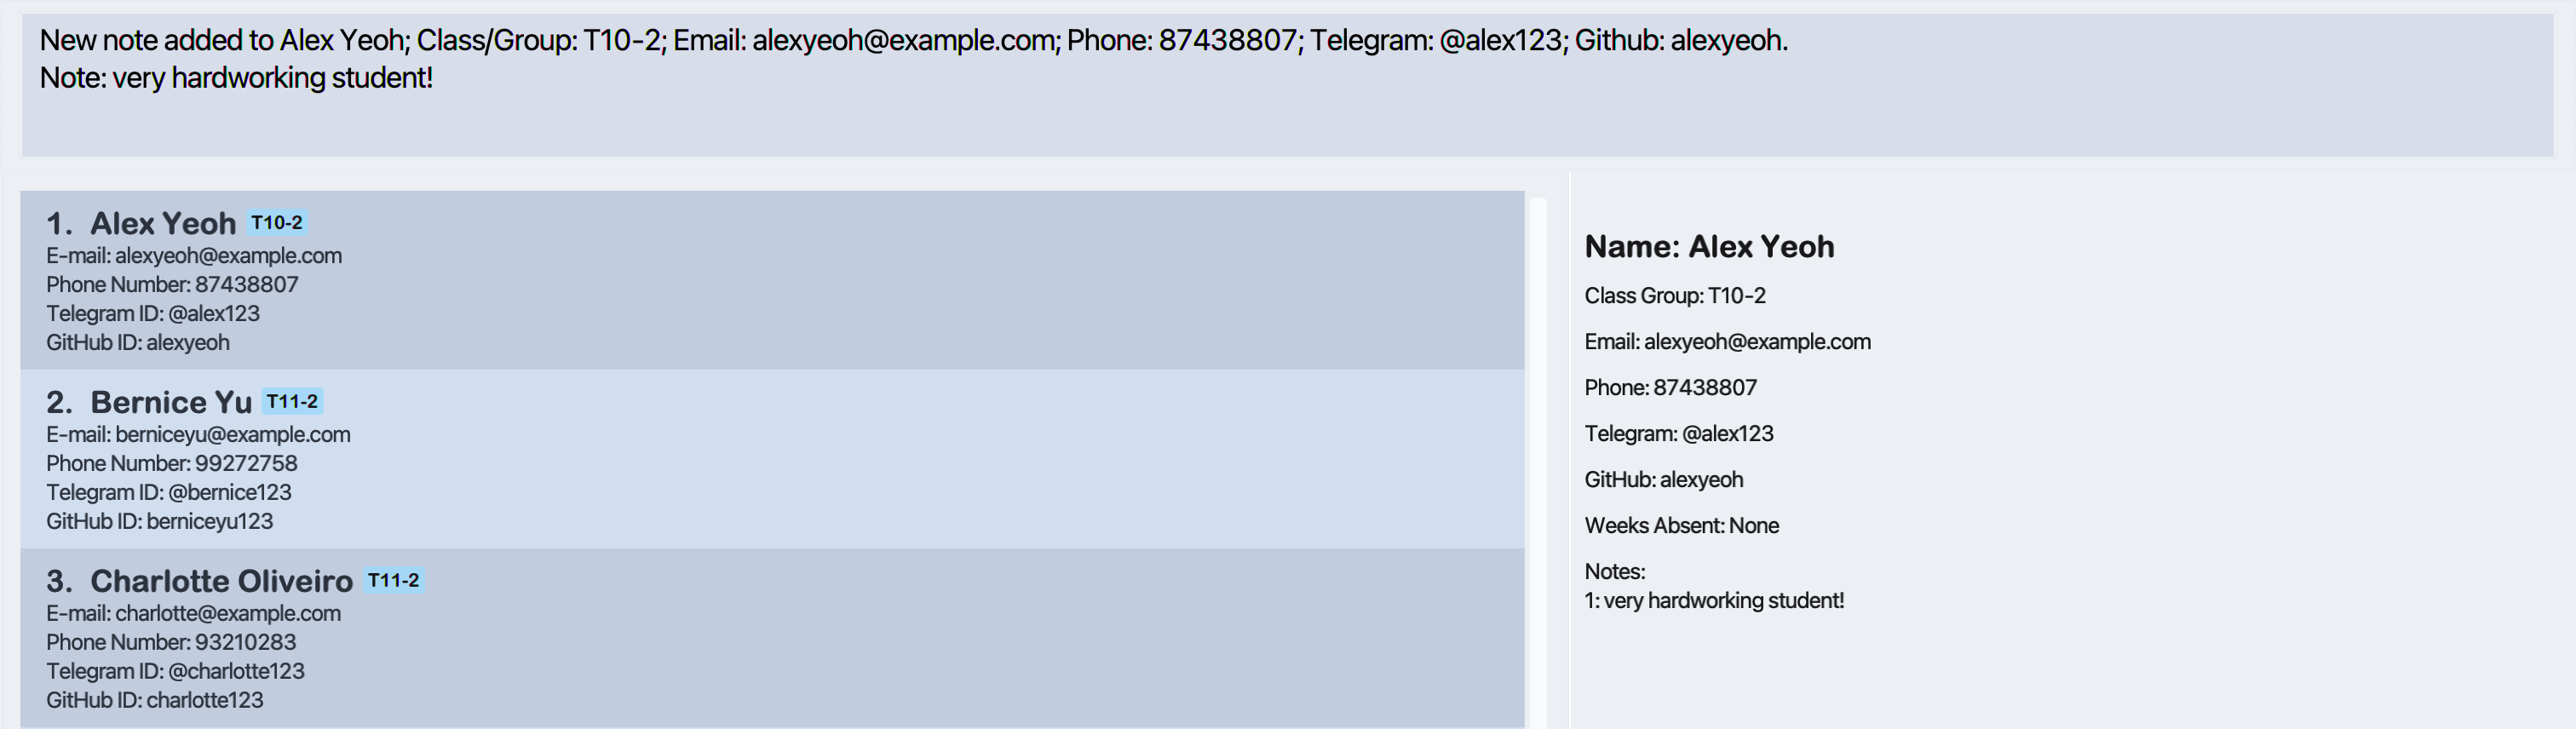 New note added to Alex Yeoh; Class/Group: T10-2; Email: alexyeoh@example.com; Phone: 87438807; Telegram: @alex123; Github: alexyeoh.
Note: very hardworking student!
1. Alex Yeoh T10-2
E-mail: alexyeoh@example.com
Phone Number: 87438807
Telegram ID: @alex123
GitHub ID: alexyeoh
2. Bernice Yu T11-2
E-mail: berniceyu@example.com
Phone Number: 99272758
Telegram ID: @bernice123
GitHub ID: berniceyu123
3. Charlotte Oliveiro T11-2
E-mail: charlotte@example.com
Phone Number: 93210283
Telegram ID: @charlotte123
GitHub ID: charlotte123
Name: Alex Yeoh
Class Group: T10-2
Email: alexyeoh@example.com
Phone: 87438807
Telegram: @alex123
GitHub: alexyeoh
Weeks Absent: None
Notes:
1: very hardworking student!